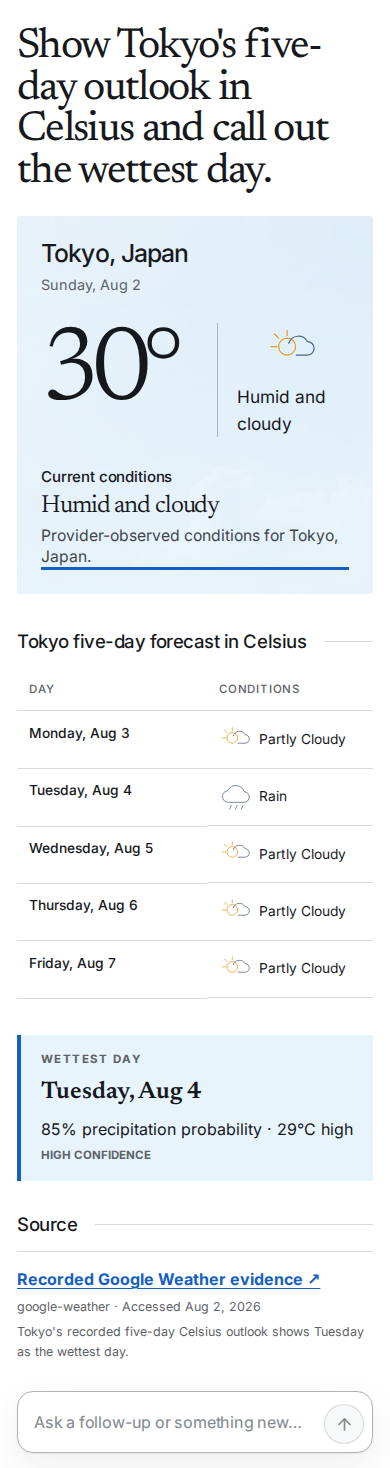 Show Tokyo's five-
day outlook in
Celsius and call out
the wettest day.
Tokyo, Japan
Sunday, Aug 2
30°
Humid and
cloudy
Current conditions
Humid and cloudy
Provider-observed conditions for Tokyo,
Japan.
Tokyo five-day forecast in Celsius
DAY CONDITIONS
Monday, Aug 3 Partly Cloudy
Tuesday, Aug 4 Rain
Wednesday, Aug 5 Partly Cloudy
Thursday, Aug 6 Partly Cloudy
Friday, Aug 7 Partly Cloudy
WETTEST DAY
Tuesday, Aug 4
85% precipitation probability · 29°C high
HIGH CONFIDENCE
Source
Recorded Google Weather evidence ↗
google-weather · Accessed Aug 2, 2026
Tokyo's recorded five-day Celsius outlook shows Tuesday
as the wettest day.
Ask a follow-up or something new...